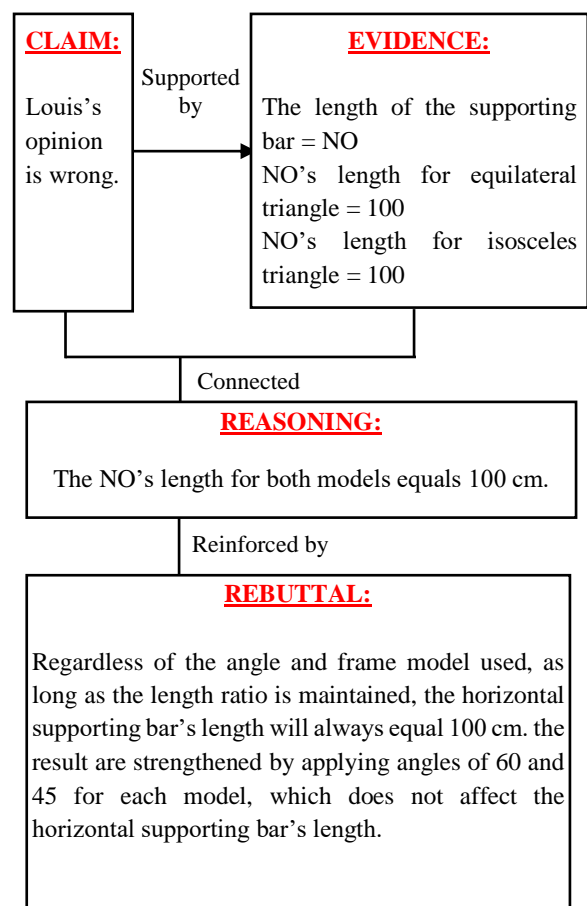 CLAIM:
Louis's
opinion
is wrong.
Supported
by
EVIDENCE:
The length of the supporting
bar = NO
NO's length for equilateral
triangle = 100
NO's length for isosceles
triangle = 100
Connected
REASONING:
The NO's length for both models equals 100 cm.
Reinforced by
REBUTTAL:
Regardless of the angle and frame model used, as
long as the length ratio is maintained, the horizontal
supporting bar's length will always equal 100 cm. the
result are strengthened by applying angles of 60 and
45 for each model, which does not affect the
horizontal supporting bar's length.